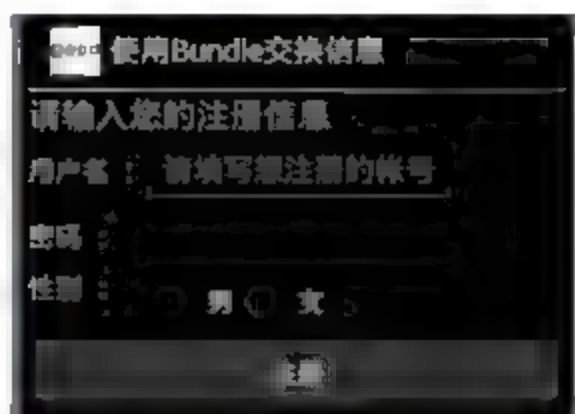 使用Bundle交换信息
请输入您的注册信息
用户名： 请填写想注册的帐号
密码：
性别： 男 女